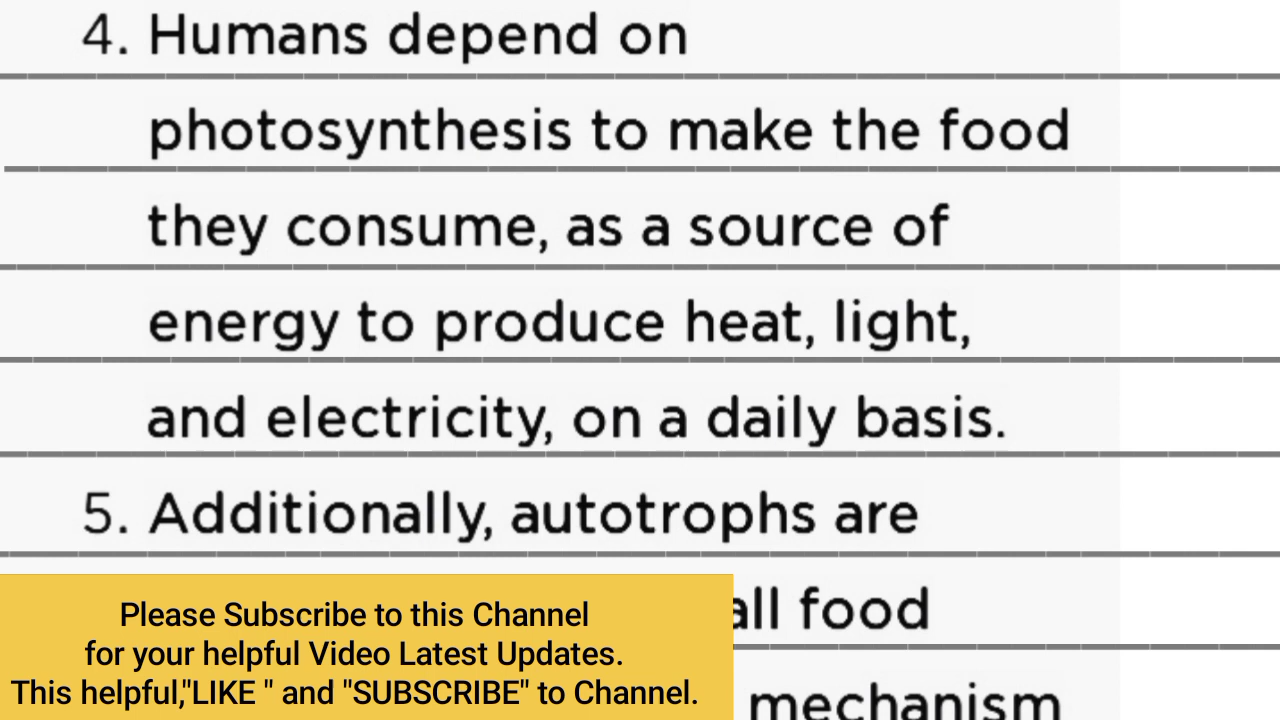 4. Humans depend on
photosynthesis to make the food
they consume, as a source of
energy to produce heat, light,
and electricity, on a daily basis.
5. Additionally, autotrophs are
all food
mechanism
Please Subscribe to this Channel
for your helpful Video Latest Updates.
This helpful,"LIKE " and "SUBSCRIBE" to Channel.